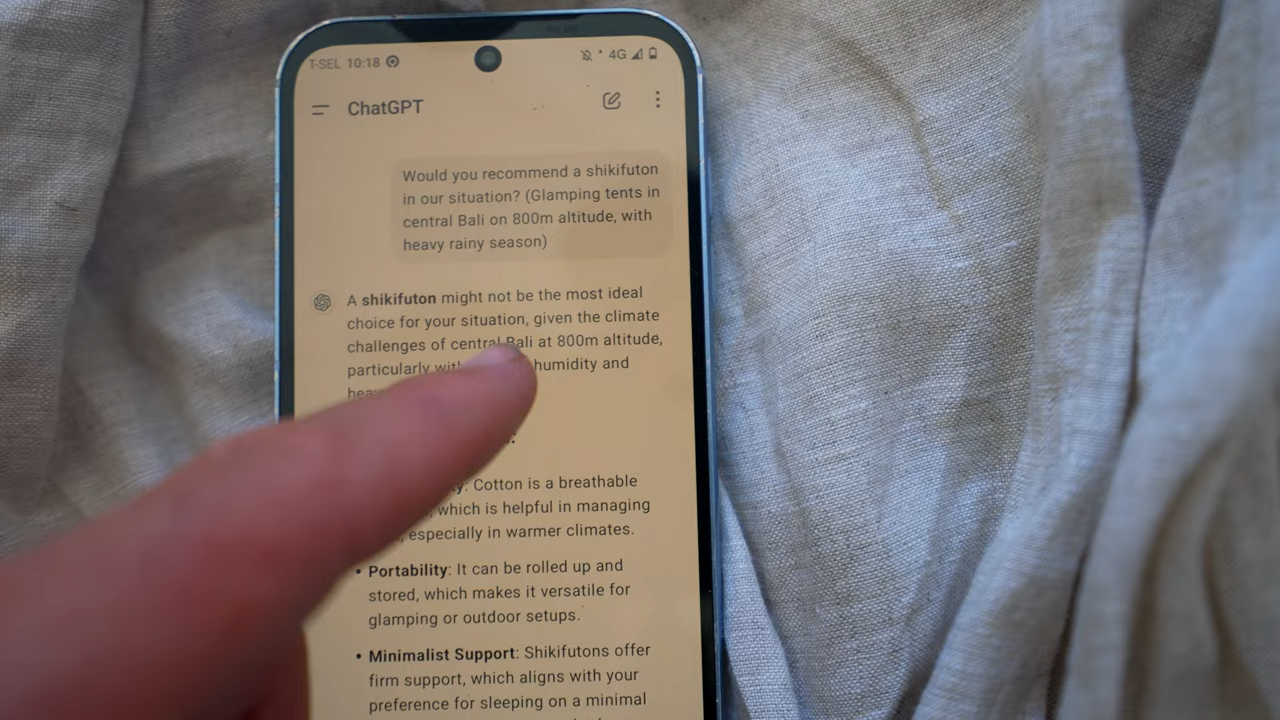 T-SEL 10:18 4G
ChatGPT
Would you recommend a shikifuton
in our situation? (Glamping tents in
central Bali on 800m altitude, with
heavy rainy season)
A shikifuton might not be the most ideal
choice for your situation, given the climate
challenges of central Bali at 800m altitude,
particularly humidity and
: Cotton is a breathable
, which is helpful in managing
, especially in warmer climates.
• Portability: It can be rolled up and
stored, which makes it versatile for
glamping or outdoor setups.
• Minimalist Support: Shikifutons offer
firm support, which aligns with your
preference for sleeping on a minimal